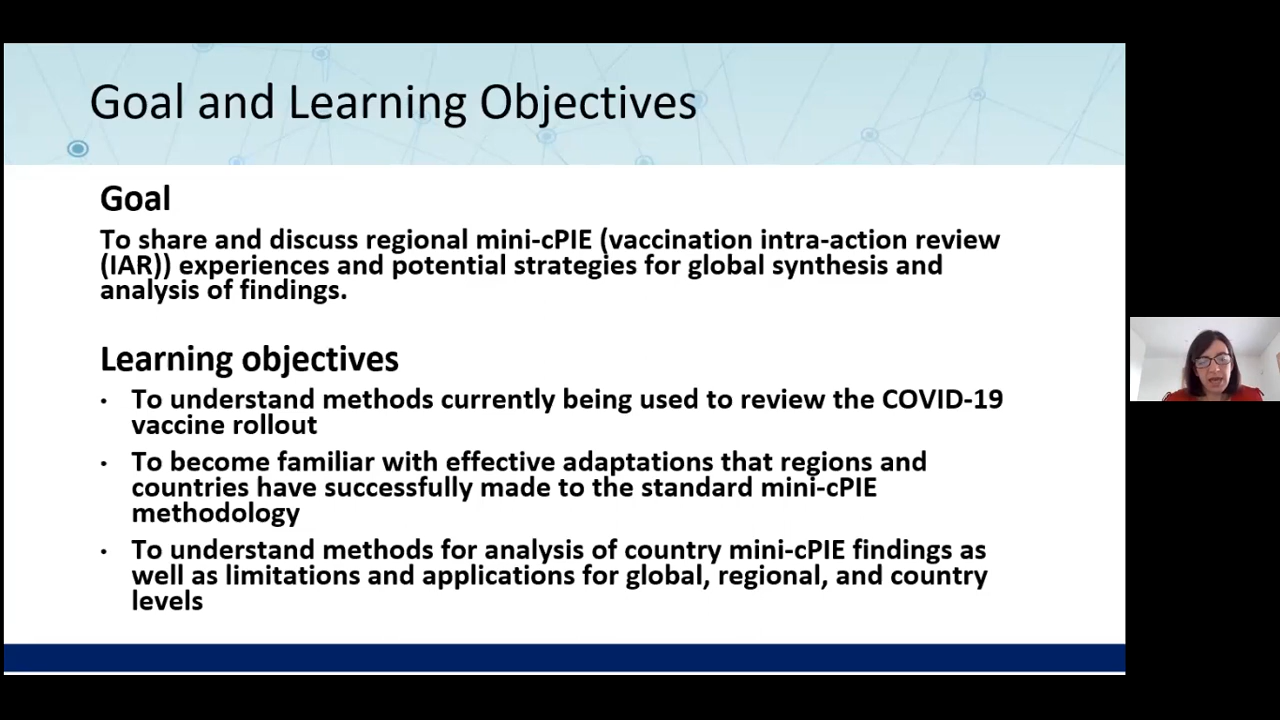 Goal and Learning Objectives
Goal
To share and discuss regional mini-cPIE (vaccination intra-action review
(IAR)) experiences and potential strategies for global synthesis and
analysis of findings.
Learning objectives
• To understand methods currently being used to review the COVID-19
vaccine rollout
• To become familiar with effective adaptations that regions and
countries have successfully made to the standard mini-cPIE
methodology
• To understand methods for analysis of country mini-cPIE findings as
well as limitations and applications for global, regional, and country
levels